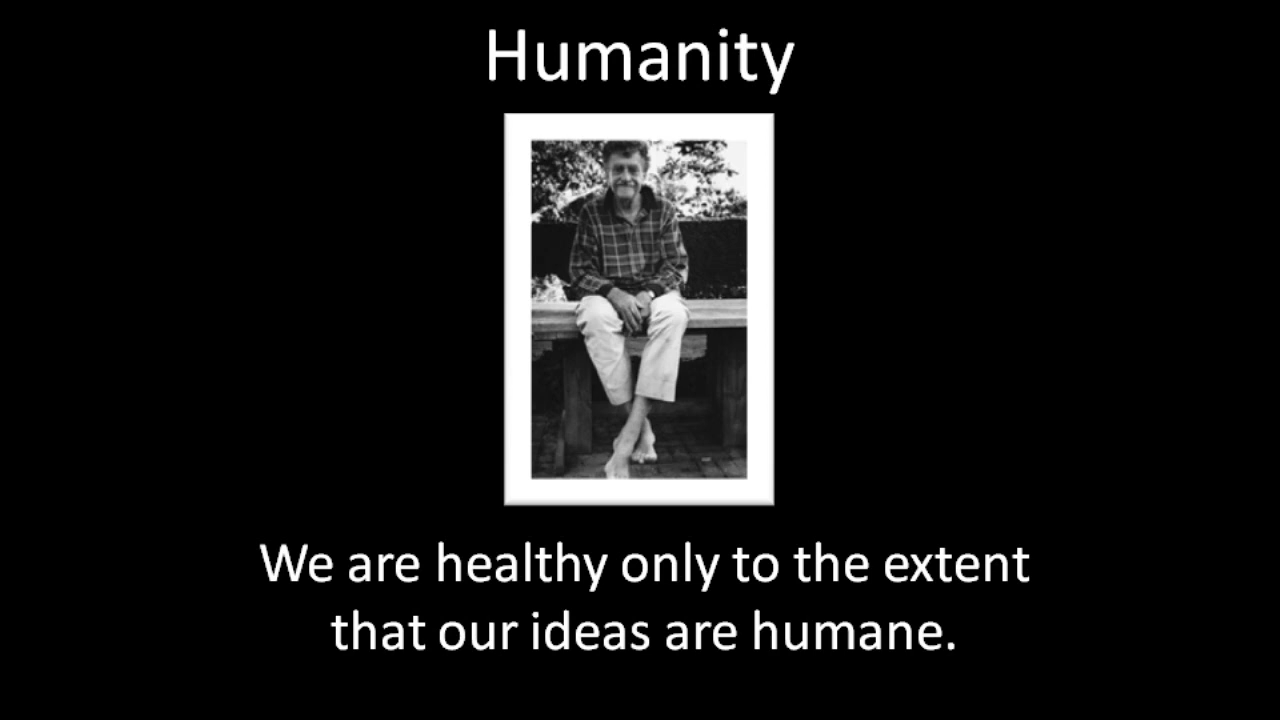 Humanity
We are healthy only to the extent
that our ideas are humane.